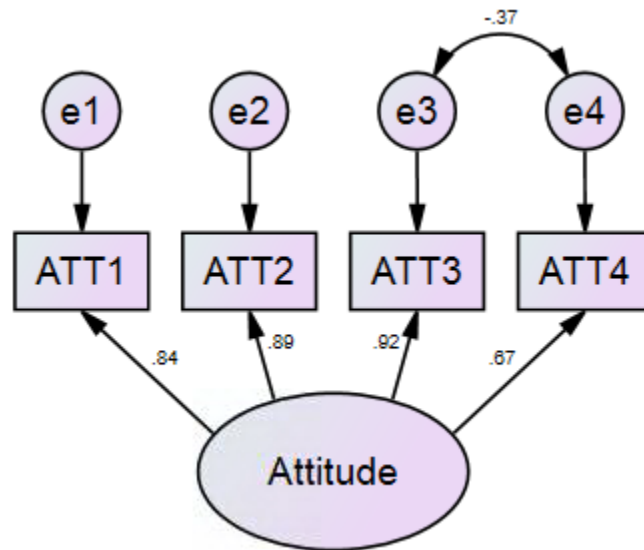 -.37
e1 e2 e3 e4
ATT1 ATT2 ATT3 ATT4
.84 .89 .92 .67
Attitude